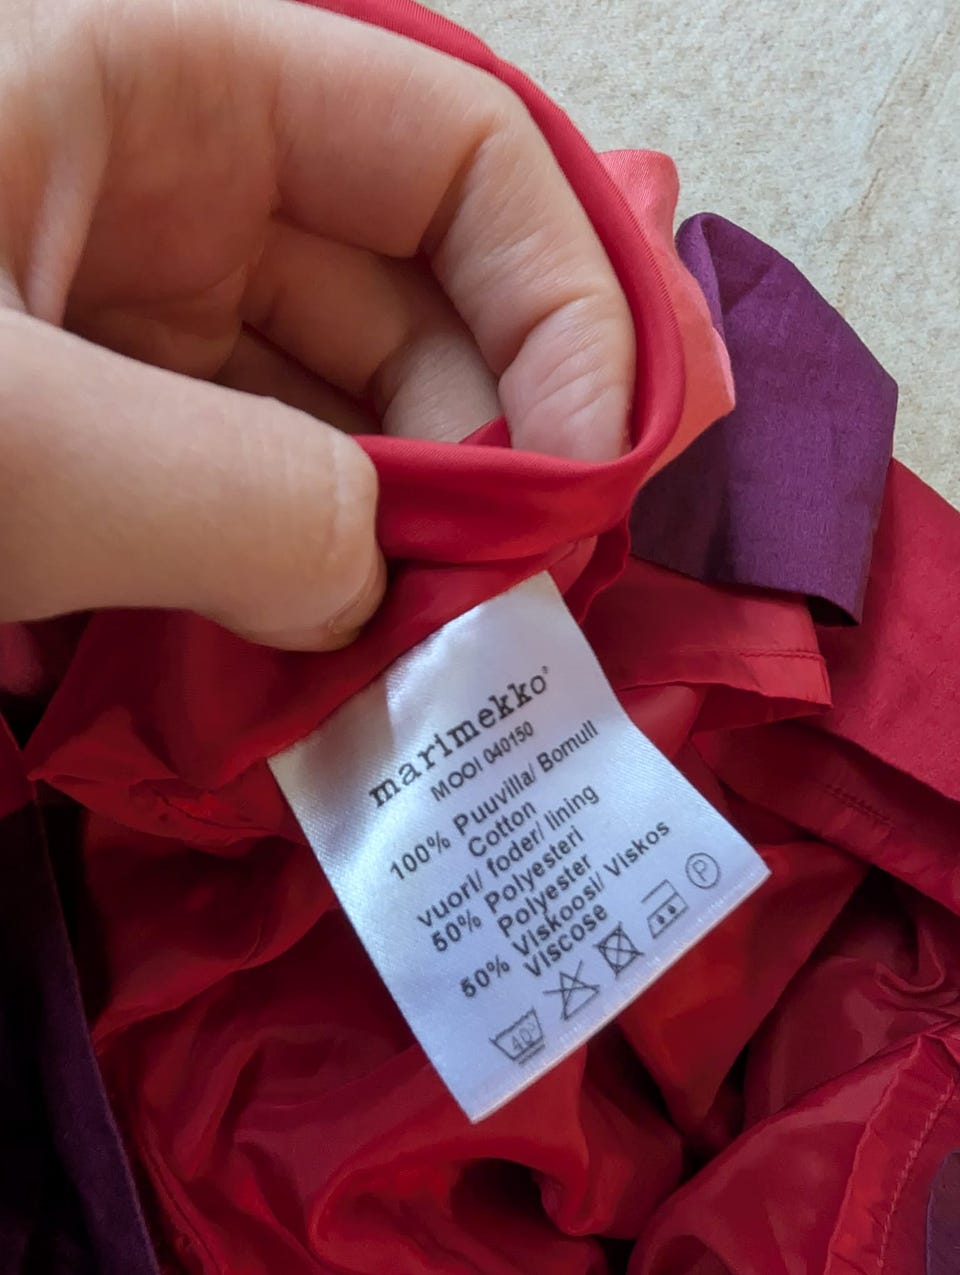 marimekko®
MOOI 040150
100% Puuvilla/ Bomull
Cotton
vuori/ foder/ lining
50% Polyesteri
Polyester
50% Viskoosi/ Viskos
Viscose
40°
P